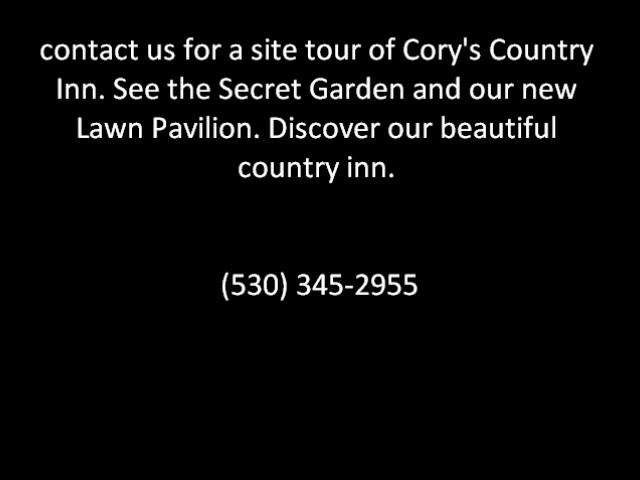 contact us for a site tour of Cory's Country
Inn. See the Secret Garden and our new
Lawn Pavilion. Discover our beautiful
country inn.
(530) 345-2955